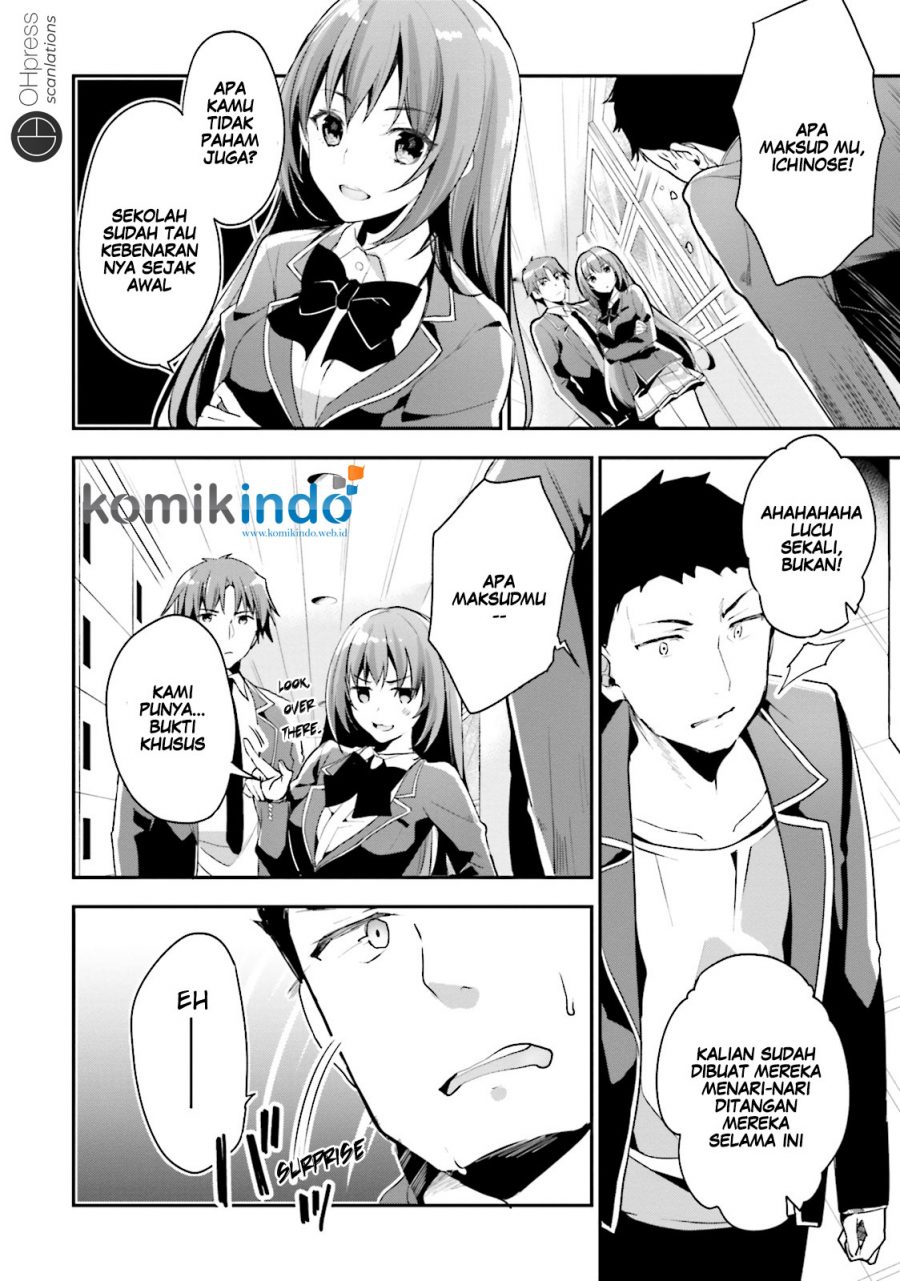 OHpress
scanlations
APA
MAKSUD MU,
ICHINOSE!
APA
KAMU
TIDAK
PAHAM
JUGA?
SEKOLAH
SUDAH TAU
KEBENARAN
NYA SEJAK
AWAL
AHAHAHAHA
LUCU
SEKALI,
BUKAN!
KALIAN SUDAH
DIBUAT MEREKA
MENARI-NARI
DITANGAN
MEREKA
SELAMA INI
komikindo
www.komikindo.web.id
APA
MAKSUDMU
--
LOOK,
OVER
THERE.
KAMI
PUNYA...
BUKTI
KHUSUS
EH
—
SURPRISE